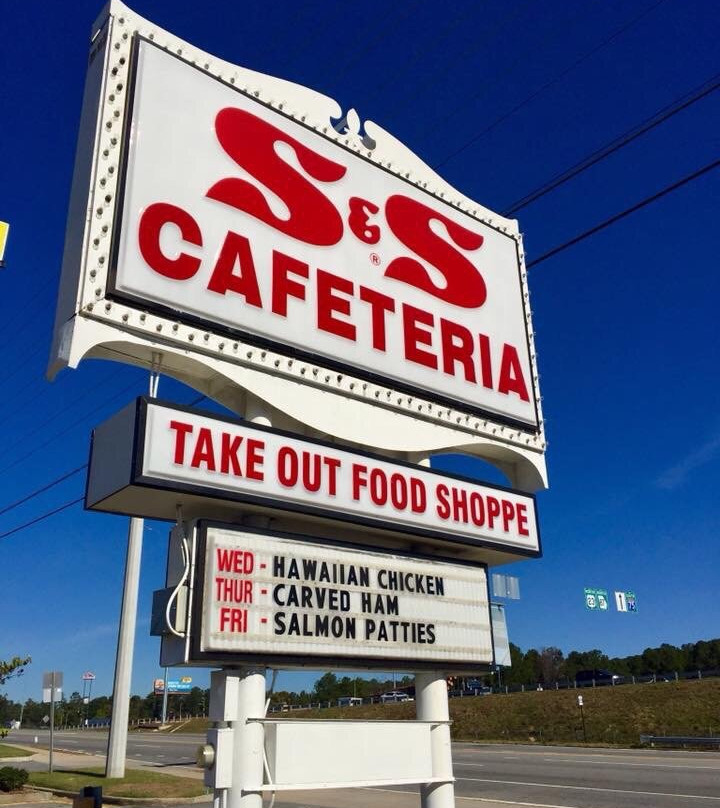 S & S
®
CAFETERIA
TAKE OUT FOOD SHOPPE
WED - HAWAIIAN CHICKEN
THUR - CARVED HAM
FRI - SALMON PATTIES